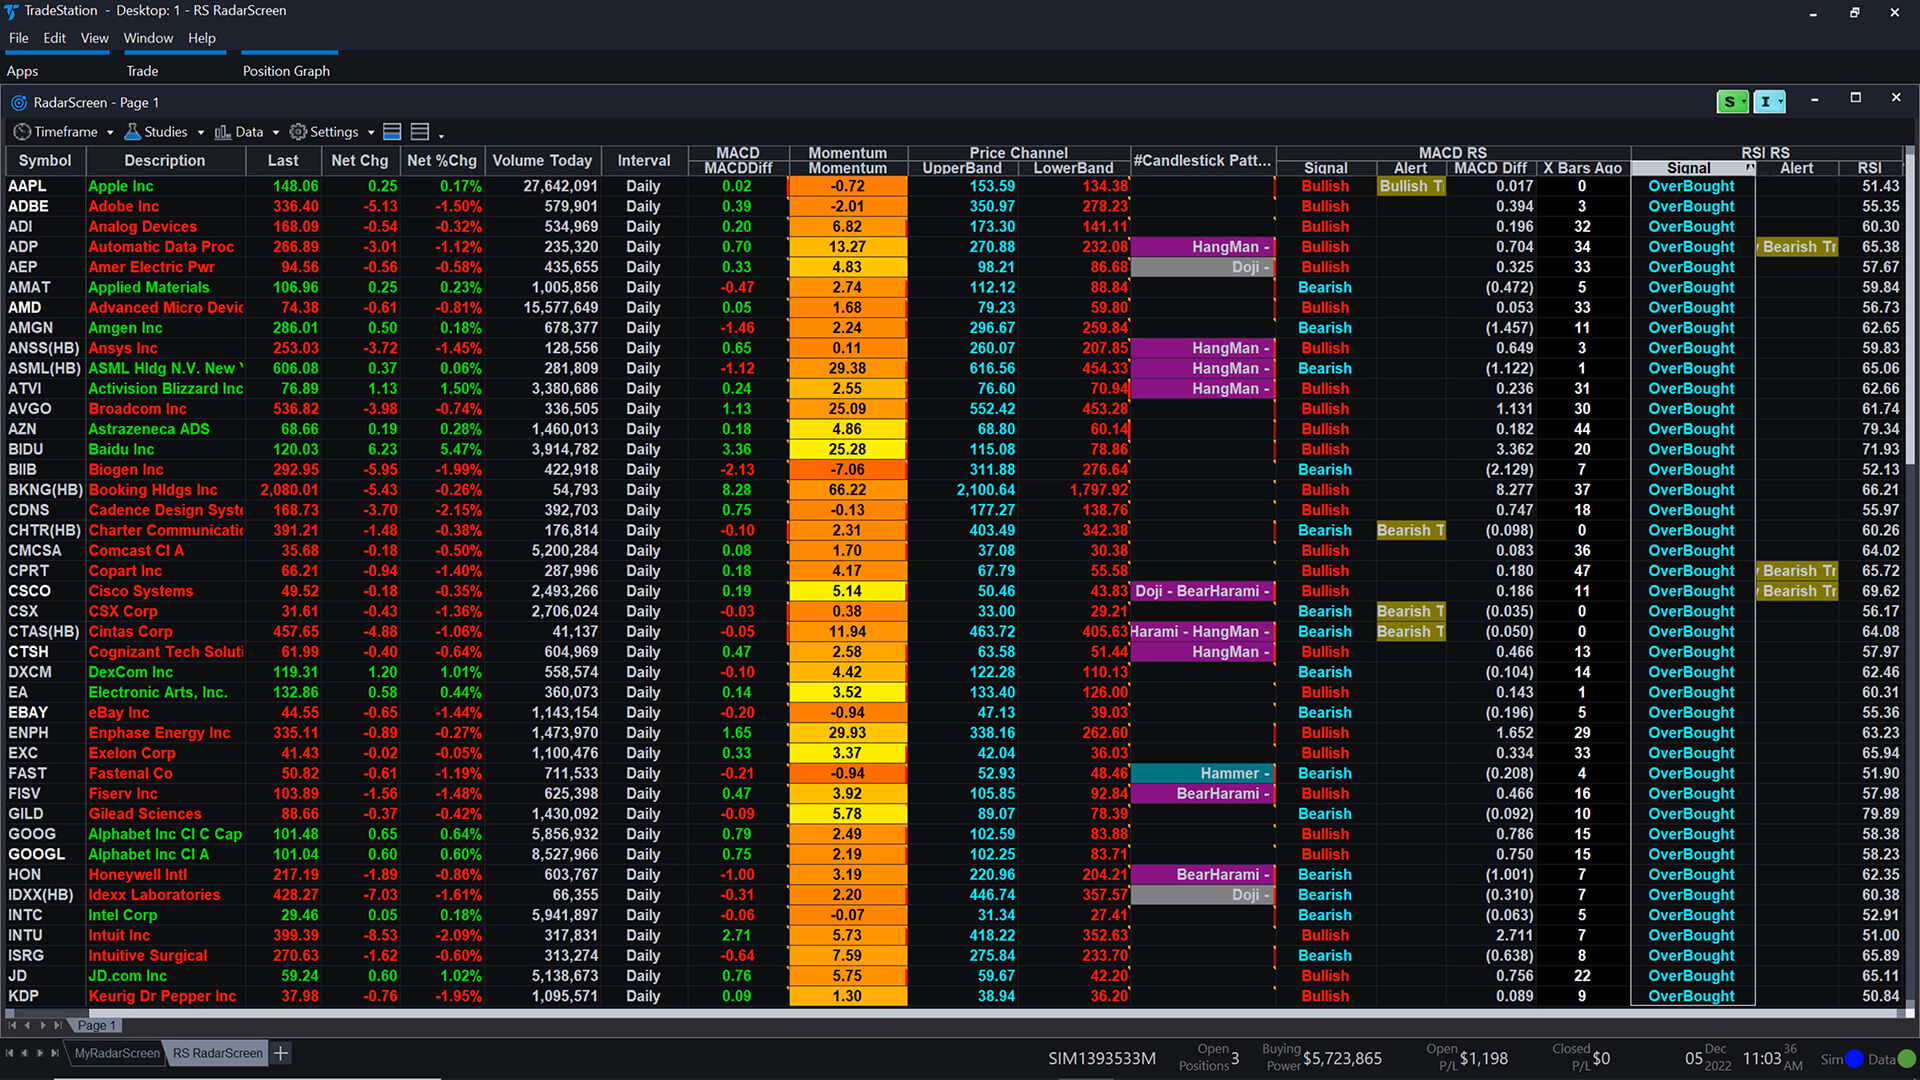 TradeStation - Desktop: 1 - RS RadarScreen
File Edit View Window Help
Apps Trade Position Graph
RadarScreen - Page 1
S I
Timeframe Studies Data Settings
MACD Momentum Price Channel MACD RS RSI RS
Symbol Description Last Net Chg Net %Chg Volume Today Interval MACDDiff Momentum UpperBand LowerBand #Candlestick Patt... Signal Alert MACD Diff X Bars Ago Signal Alert RSI
AAPL Apple Inc 148.06 0.25 0.17% 27,642,091 Daily 0.02 -0.72 153.59 134.38 Bullish Bullish T 0.017 0 OverBought 51.43
ADBE Adobe Inc 336.40 -5.13 -1.50% 579,901 Daily 0.39 -2.01 350.97 278.23 Bullish 0.394 3 OverBought 55.35
ADI Analog Devices 168.09 -0.54 -0.32% 534,969 Daily 0.20 6.82 173.30 141.11 Bullish 0.196 32 OverBought 60.30
ADP Automatic Data Proc 266.89 -3.01 -1.12% 235,320 Daily 0.70 13.27 270.88 232.08 HangMan - Bullish 0.704 34 OverBought Bearish Tr 65.38
AEP Amer Electric Pwr 94.56 -0.56 -0.58% 435,655 Daily 0.33 4.83 98.21 86.68 Doji - Bullish 0.325 33 OverBought 57.67
AMAT Applied Materials 106.96 0.25 0.23% 1,005,856 Daily -0.47 2.74 112.12 88.84 Bearish (0.472) 5 OverBought 59.84
AMD Advanced Micro Devic 74.38 -0.61 -0.81% 15,577,649 Daily 0.05 1.68 79.23 59.80 Bullish 0.053 33 OverBought 56.73
AMGN Amgen Inc 286.01 0.50 0.18% 678,377 Daily -1.46 2.24 296.67 259.84 Bearish (1.457) 11 OverBought 62.65
ANSS(HB) Ansys Inc 253.03 -3.72 -1.45% 128,556 Daily 0.65 0.11 260.07 207.85 HangMan - Bullish 0.649 3 OverBought 59.83
ASML(HB) ASML Hldg N.V. New Y 606.08 0.37 0.06% 281,809 Daily -1.12 29.38 616.56 454.33 HangMan - Bearish (1.122) 1 OverBought 65.06
ATVI Activision Blizzard Inc 76.89 1.13 1.50% 3,380,686 Daily 0.24 2.55 76.60 70.94 HangMan - Bullish 0.236 31 OverBought 62.66
AVGO Broadcom Inc 536.82 -3.98 -0.74% 336,505 Daily 1.13 25.09 552.42 453.28 Bullish 1.131 30 OverBought 61.74
AZN Astrazeneca ADS 68.66 0.19 0.28% 1,460,013 Daily 0.18 4.86 68.80 60.14 Bullish 0.182 44 OverBought 79.34
BIDU Baidu Inc 120.03 6.23 5.47% 3,914,782 Daily 3.36 25.28 115.08 78.86 Bullish 3.362 20 OverBought 71.93
BIIB Biogen Inc 292.95 -5.95 -1.99% 422,918 Daily -2.13 -7.06 311.88 276.64 Bearish (2.129) 7 OverBought 52.13
BKNG(HB) Booking Hldgs Inc 2,080.01 -5.43 -0.26% 54,793 Daily 8.28 66.22 2,100.64 1,797.92 Bullish 8.277 37 OverBought 66.21
CDNS Cadence Design Syste 168.73 -3.70 -2.15% 392,703 Daily 0.75 -0.13 177.27 138.76 Bullish 0.747 18 OverBought 55.97
CHTR(HB) Charter Communicatic 391.21 -1.48 -0.38% 176,814 Daily -0.10 2.31 403.49 342.38 Bearish Bearish T (0.098) 0 OverBought 60.26
CMCSA Comcast Cl A 35.68 -0.18 -0.50% 5,200,284 Daily 0.08 1.70 37.08 30.38 Bullish 0.083 36 OverBought 64.02
CPRT Copart Inc 66.21 -0.94 -1.40% 287,996 Daily 0.18 4.17 67.79 55.58 Bullish 0.180 47 OverBought Bearish Tr 65.72
CSCO Cisco Systems 49.52 -0.18 -0.35% 2,493,266 Daily 0.19 5.14 50.46 43.83 Doji - BearHarami - Bullish 0.186 11 OverBought Bearish Tr 69.62
CSX CSX Corp 31.61 -0.43 -1.36% 2,706,024 Daily -0.03 0.38 33.00 29.21 Bearish Bearish T (0.035) 0 OverBought 56.17
CTAS(HB) Cintas Corp 457.65 -4.88 -1.06% 41,137 Daily -0.05 11.94 463.72 405.63 Harami - HangMan - Bearish Bearish T (0.050) 0 OverBought 64.08
CTSH Cognizant Tech Soluti 61.99 -0.40 -0.64% 604,969 Daily 0.47 2.58 63.58 51.44 HangMan - Bullish 0.466 13 OverBought 57.97
DXCM DexCom Inc 119.31 1.20 1.01% 558,574 Daily -0.10 4.42 122.28 110.13 Bearish (0.104) 14 OverBought 62.46
EA Electronic Arts, Inc. 132.86 0.58 0.44% 360,073 Daily 0.14 3.52 133.40 126.00 Bullish 0.143 1 OverBought 60.31
EBAY eBay Inc 44.55 -0.65 -1.44% 1,143,154 Daily -0.20 -0.94 47.13 39.03 Bearish (0.196) 5 OverBought 55.36
ENPH Enphase Energy Inc 335.11 -0.89 -0.27% 1,473,970 Daily 1.65 29.93 338.16 262.60 Bullish 1.652 29 OverBought 63.23
EXC Exelon Corp 41.43 -0.02 -0.05% 1,100,476 Daily 0.33 3.37 42.04 36.03 Bullish 0.334 33 OverBought 65.94
FAST Fastenal Co 50.82 -0.61 -1.19% 711,533 Daily -0.21 -0.94 52.93 48.46 Hammer - Bearish (0.208) 4 OverBought 51.90
FISV Fiserv Inc 103.89 -1.56 -1.48% 625,398 Daily 0.47 3.92 105.85 92.84 BearHarami - Bullish 0.466 16 OverBought 57.98
GILD Gilead Sciences 88.66 -0.37 -0.42% 1,430,092 Daily -0.09 5.78 89.07 78.39 Bearish (0.092) 10 OverBought 79.89
GOOG Alphabet Inc Cl C Cap 101.48 0.65 0.64% 5,856,932 Daily 0.79 2.49 102.59 83.88 Bullish 0.786 15 OverBought 58.38
GOOGL Alphabet Inc Cl A 101.04 0.60 0.60% 8,527,966 Daily 0.75 2.19 102.25 83.71 Bullish 0.750 15 OverBought 58.23
HON Honeywell Intl 217.19 -1.89 -0.86% 603,767 Daily -1.00 3.19 220.96 204.21 BearHarami - Bearish (1.001) 7 OverBought 62.35
IDXX(HB) Idexx Laboratories 428.27 -7.03 -1.61% 66,355 Daily -0.31 2.20 446.74 357.57 Doji - Bearish (0.310) 7 OverBought 60.38
INTC Intel Corp 29.46 0.05 0.18% 5,941,897 Daily -0.06 -0.07 31.34 27.41 Bearish (0.063) 5 OverBought 52.91
INTU Intuit Inc 399.39 -8.53 -2.09% 317,831 Daily 2.71 5.73 418.22 352.63 Bullish 2.711 7 OverBought 51.00
ISRG Intuitive Surgical 270.63 -1.62 -0.60% 313,274 Daily -0.64 7.59 275.84 233.70 Bearish (0.638) 8 OverBought 65.89
JD JD.com Inc 59.24 0.60 1.02% 5,138,673 Daily 0.76 5.75 59.67 42.20 Bullish 0.756 22 OverBought 65.11
KDP Keurig Dr Pepper Inc 37.98 -0.76 -1.95% 1,095,571 Daily 0.09 1.30 38.94 36.20 Bullish 0.089 9 OverBought 50.84
Page 1
MyRadarScreen RS RadarScreen
SIM1393533M Open Positions 3 Buying Power $5,723,865 Open P/L $1,198 Closed P/L $0 05 Dec 2022 11:03 36 AM Sim Data